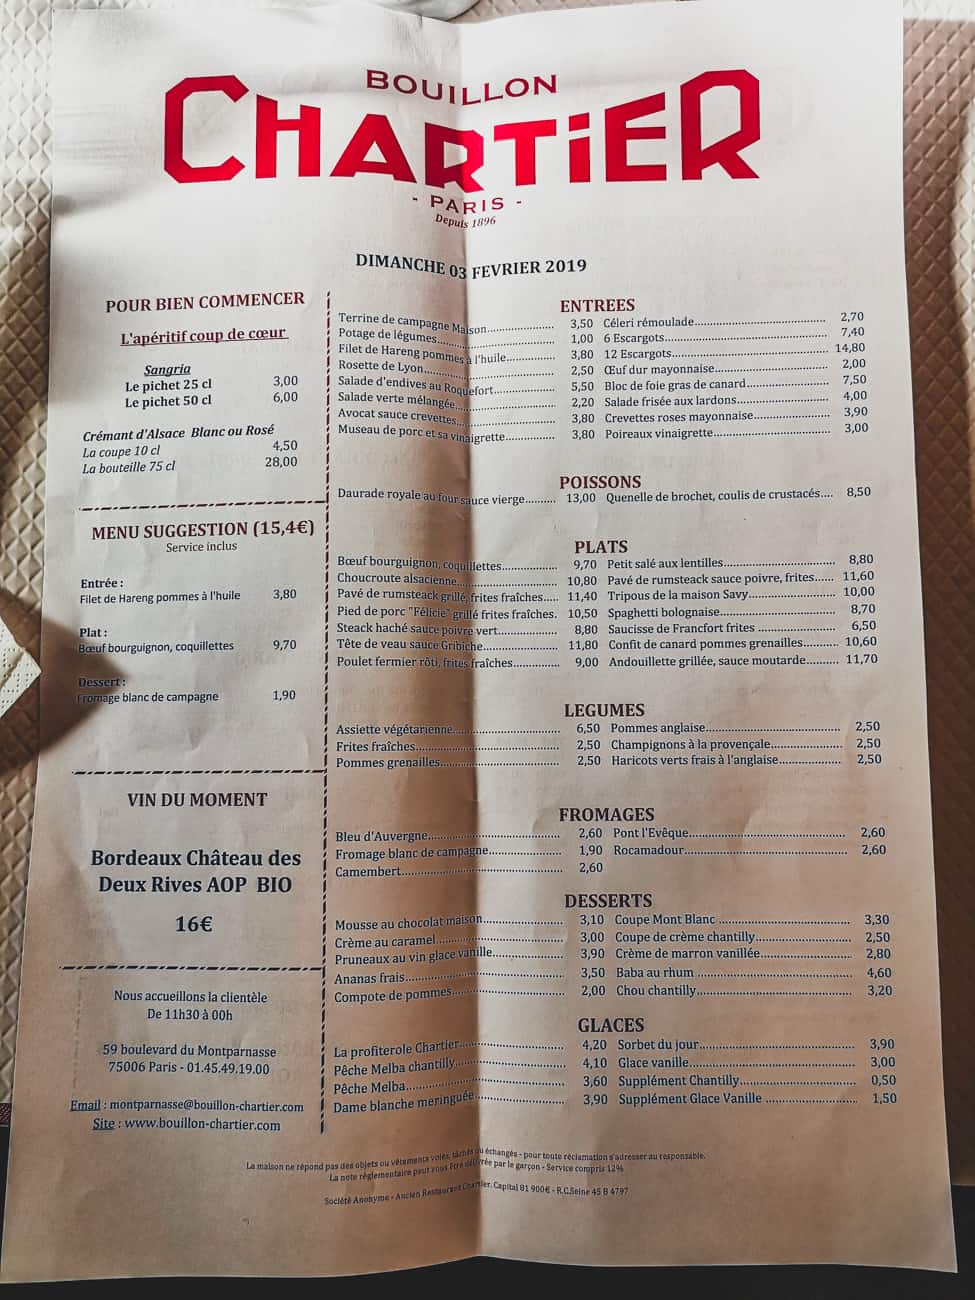 BOUILLON
CHARTiER
- PARIS -
Depuis 1896
DIMANCHE 03 FEVRIER 2019
POUR BIEN COMMENCER
L'apéritif coup de cœur
Sangria
Le pichet 25 cl 3,00
Le pichet 50 cl 6,00
Crémant d'Alsace Blanc ou Rosé
La coupe 10 cl 4,50
La bouteille 75 cl 28,00
MENU SUGGESTION (15,4€)
Service inclus
Entrée :
Filet de Hareng pommes à l'huile 3,80
Plat :
Bœuf bourguignon, coquillettes 9,70
Dessert :
Fromage blanc de campagne 1,90
VIN DU MOMENT
Bordeaux Château des
Deux Rives AOP BIO
16€
Nous accueillons la clientèle
De 11h30 à 00h
59 boulevard du Montparnasse
75006 Paris - 01.45.49.19.00
Email : montparnasse@bouillon-chartier.com
Site : www.bouillon-chartier.com
ENTREES
Terrine de campagne Maison 3,50 Céleri rémoulade 2,70
Potage de légumes 1,00 6 Escargots 7,40
Filet de Hareng pommes à l'huile 3,80 12 Escargots 14,80
Rosette de Lyon 2,50 Œuf dur mayonnaise 2,00
Salade d'endives au Roquefort 5,50 Bloc de foie gras de canard 7,50
Salade verte mélangée 2,20 Salade frisée aux lardons 4,00
Avocat sauce crevettes 3,80 Crevettes roses mayonnaise 3,90
Museau de porc et sa vinaigrette 3,80 Poireaux vinaigrette 3,00
POISSONS
Daurade royale au four sauce vierge 13,00 Quenelle de brochet, coulis de crustacés 8,50
PLATS
Bœuf bourguignon, coquillettes 9,70 Petit salé aux lentilles 8,80
Choucroute alsacienne 10,80 Pavé de rumsteack sauce poivre, frites 11,60
Pavé de rumsteack grillé, frites fraîches 11,40 Tripous de la maison Savy 10,00
Pied de porc "Félicie" grillé frites fraîches. 10,50 Spaghetti bolognaise 8,70
Steack haché sauce poivre vert 8,80 Saucisse de Francfort frites 6,50
Tête de veau sauce Gribiche 11,80 Confit de canard pommes grenailles 10,60
Poulet fermier rôti, frites fraîches 9,00 Andouillette grillée, sauce moutarde 11,70
LEGUMES
Assiette végétarienne 6,50 Pommes anglaise 2,50
Frites fraîches 2,50 Champignons à la provençale 2,50
Pommes grenailles 2,50 Haricots verts frais à l'anglaise 2,50
FROMAGES
Bleu d'Auvergne 2,60 Pont l'Evêque 2,60
Fromage blanc de campagne 1,90 Rocamadour 2,60
Camembert 2,60
DESSERTS
Mousse au chocolat maison 3,10 Coupe Mont Blanc 3,30
Crème au caramel 3,00 Coupe de crème chantilly 2,50
Pruneaux au vin glace vanille 3,90 Crème de marron vanillée 2,80
Ananas frais 3,50 Baba au rhum 4,60
Compote de pommes 2,00 Chou chantilly 3,20
GLACES
La profiterole Chartier 4,20 Sorbet du jour 3,90
Pêche Melba chantilly 4,10 Glace vanille 3,00
Pêche Melba 3,60 Supplément Chantilly 0,50
Dame blanche meringuée 3,90 Supplément Glace Vanille 1,50
La maison ne répond pas des objets ou vêtements volés, tâchés ou échangés - pour toute réclamation s'adresser au responsable.
La note règlementaire peut vous être délivrée par le garçon - Service compris 12%
Société Anonyme - Ancien Restaurant Chartier. Capital 81 900€ - R.C.Seine 45 B 4797